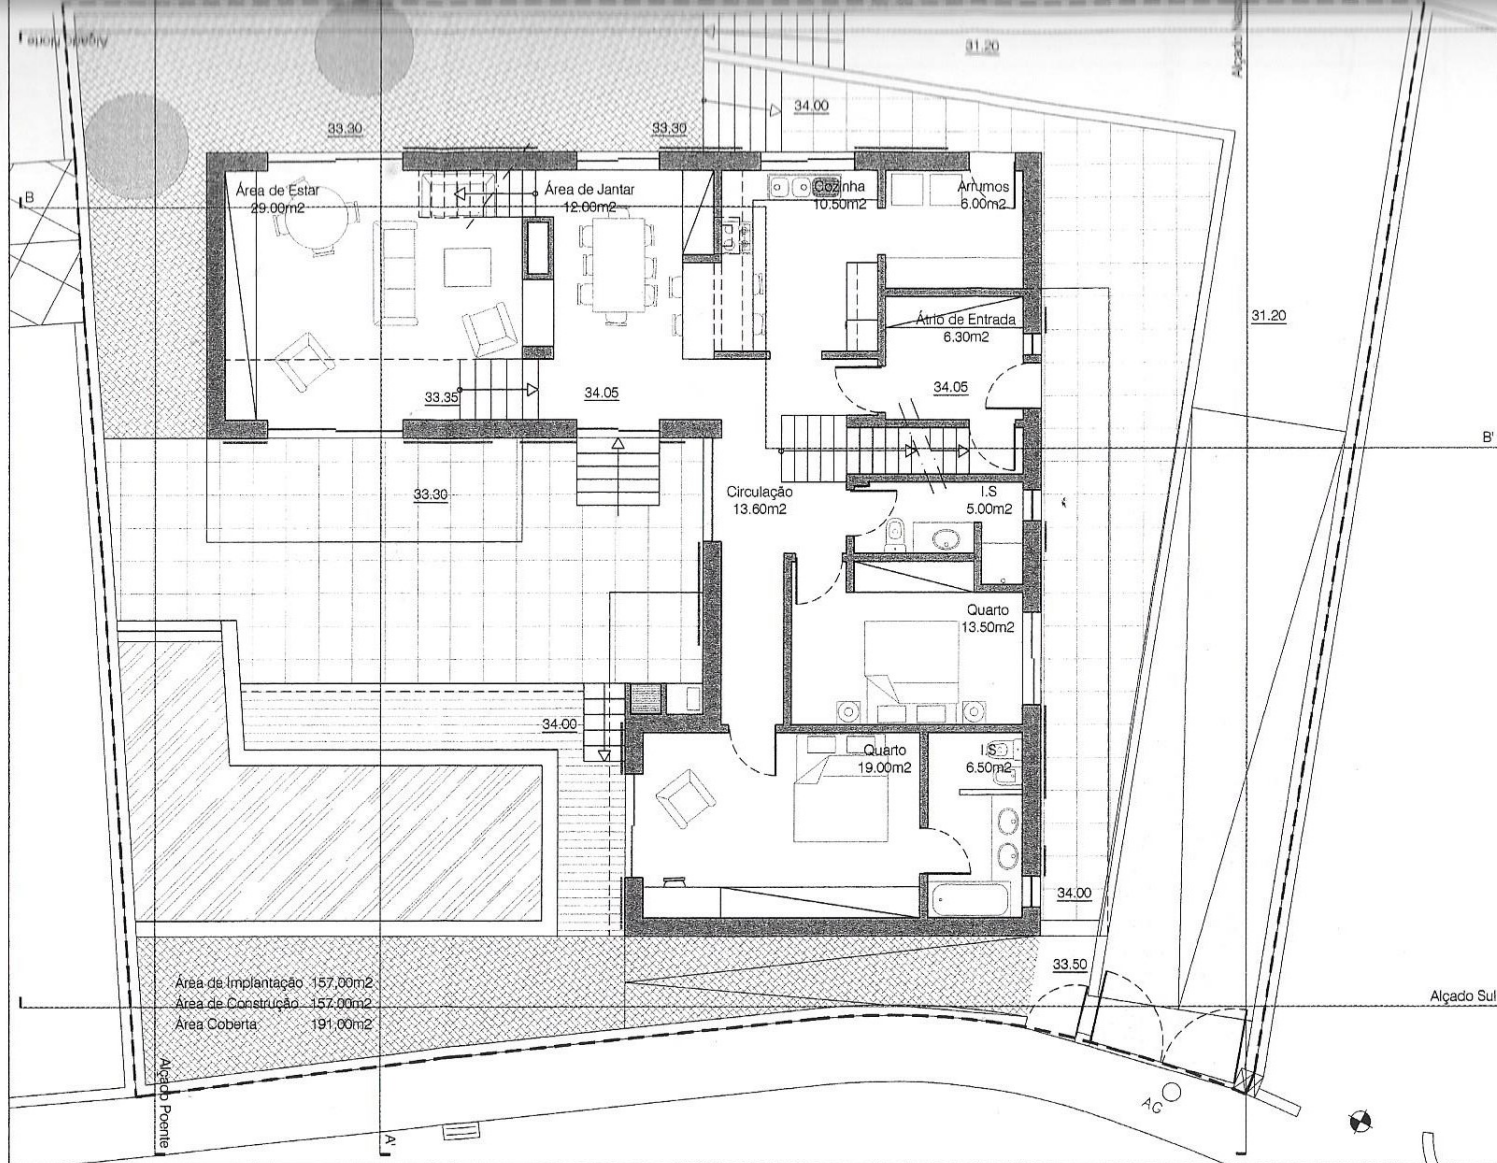 Alçado Norte
31.20
34.00
33.30
33.30
B
Área de Estar
29.00m2
Área de Jantar
12.00m2
Cozinha
10.50m2
Arrumos
6.00m2
Átrio de Entrada
6.30m2
31.20
33.35
34.05
34.05
B'
33.30
Circulação
13.60m2
I.S
5.00m2
Quarto
13.50m2
34.00
Quarto
19.00m2
I.S
6.50m2
34.00
33.50
Área de Implantação 157,00m2
Área de Construção 157,00m2
Área Coberta 191,00m2
Alçado Sul
Alçado Poente
A'
AG